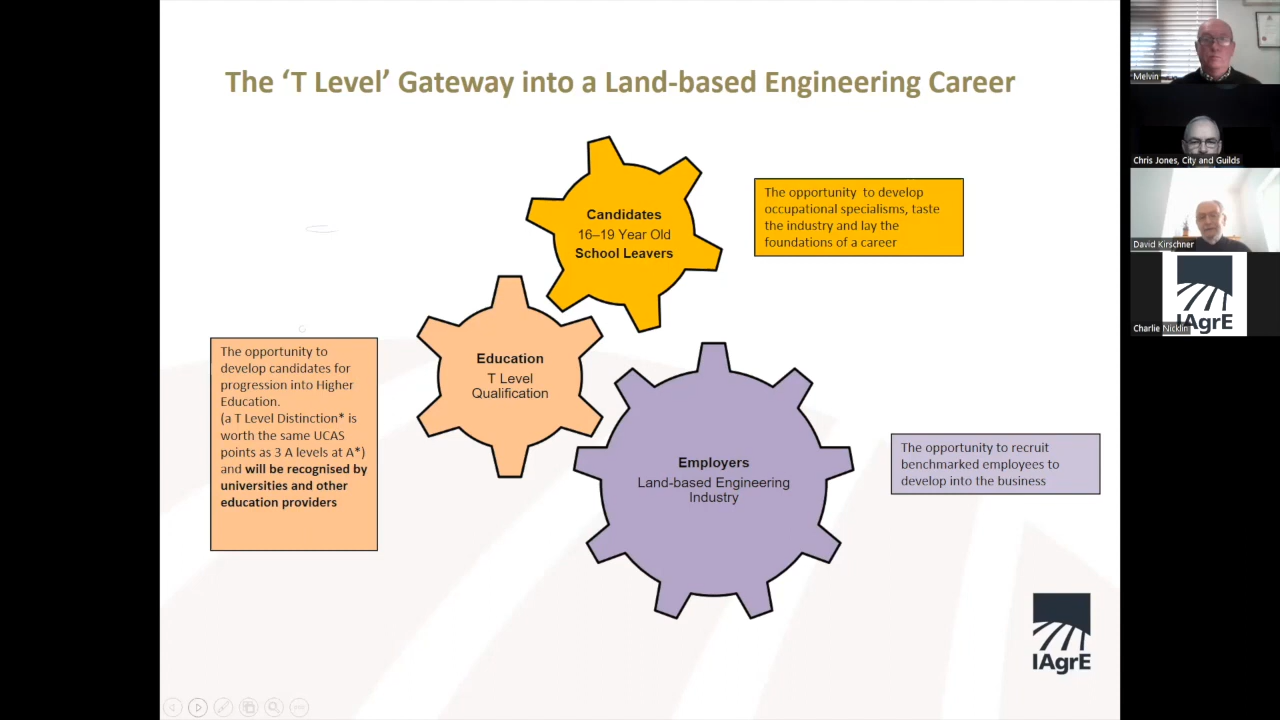 The ‘T Level’ Gateway into a Land-based Engineering Career
Candidates
16–19 Year Old
School Leavers
The opportunity to develop
occupational specialisms, taste
the industry and lay the
foundations of a career
Education
T Level
Qualification
The opportunity to
develop candidates for
progression into Higher
Education.
(a T Level Distinction* is
worth the same UCAS
points as 3 A levels at A*)
and will be recognised by
universities and other
education providers
Employers
Land-based Engineering
Industry
The opportunity to recruit
benchmarked employees to
develop into the business
IAgrE
Melvin
Chris Jones, City and Guilds
David Kirschner
IAgrE
Charlie Nicklin